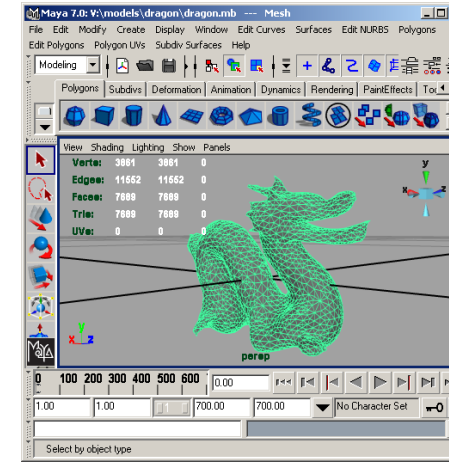 Maya 7.0: V:\models\dragon\dragon.mb --- Mesh
File Edit Modify Create Display Window Edit Curves Surfaces Edit NURBS Polygons
Edit Polygons Polygon UVs Subdiv Surfaces Help
Modeling
Polygons Subdivs Deformation Animation Dynamics Rendering PaintEffects
View Shading Lighting Show Panels
Verts: 3861 3861 0
Edges: 11552 11552 0
Faces: 7689 7689 0
Tris: 7689 7689 0
UVs: 0 0 0
y
x z
y
x z
persp
MAYA
0 100 200 300 400 500 600 0.00
1.00 1.00 700.00 700.00 No Character Set
Select by object type